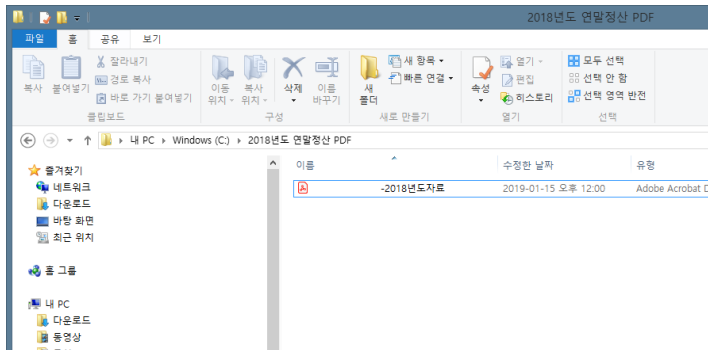 2018년도 연말정산 PDF
파일 홈 공유 보기
복사 붙여넣기 잘라내기 경로 복사 바로 가기 붙여넣기
클립보드
이동 위치 복사 위치 삭제 이름 바꾸기
구성
새 폴더 새 항목 빠른 연결
새로 만들기
속성 열기 편집 히스토리
열기
모두 선택 선택 안 함 선택 영역 반전
선택
내 PC Windows (C:) 2018년도 연말정산 PDF
이름 수정한 날짜 유형
-2018년도자료 2019-01-15 오후 12:00 Adobe Acrobat D
즐겨찾기
네트워크
다운로드
바탕 화면
최근 위치
홈 그룹
내 PC
다운로드
동영상